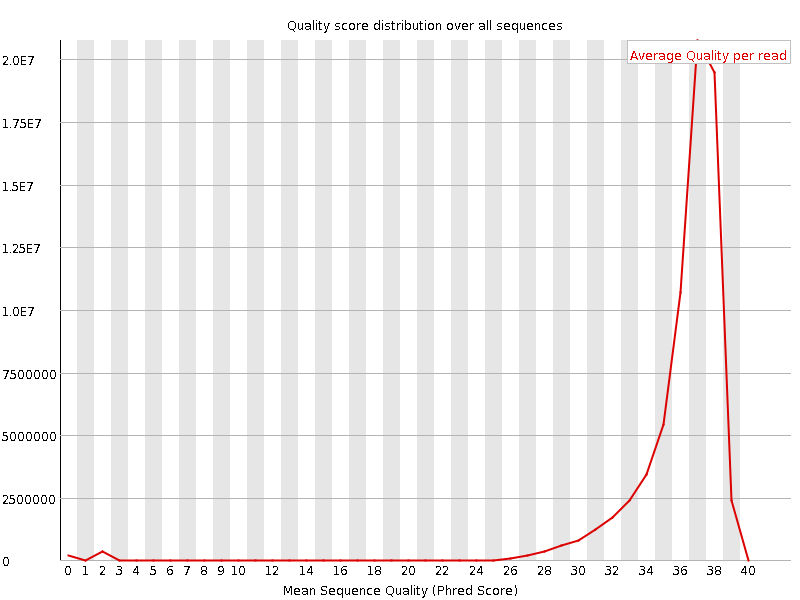 Quality score distribution over all sequences
Average Quality per read
2.0E7
1.75E7
1.5E7
1.25E7
1.0E7
7500000
5000000
2500000
0
0 1 2 3 4 5 6 7 8 9 10 12 14 16 18 20 22 24 26 28 30 32 34 36 38 40
Mean Sequence Quality (Phred Score)